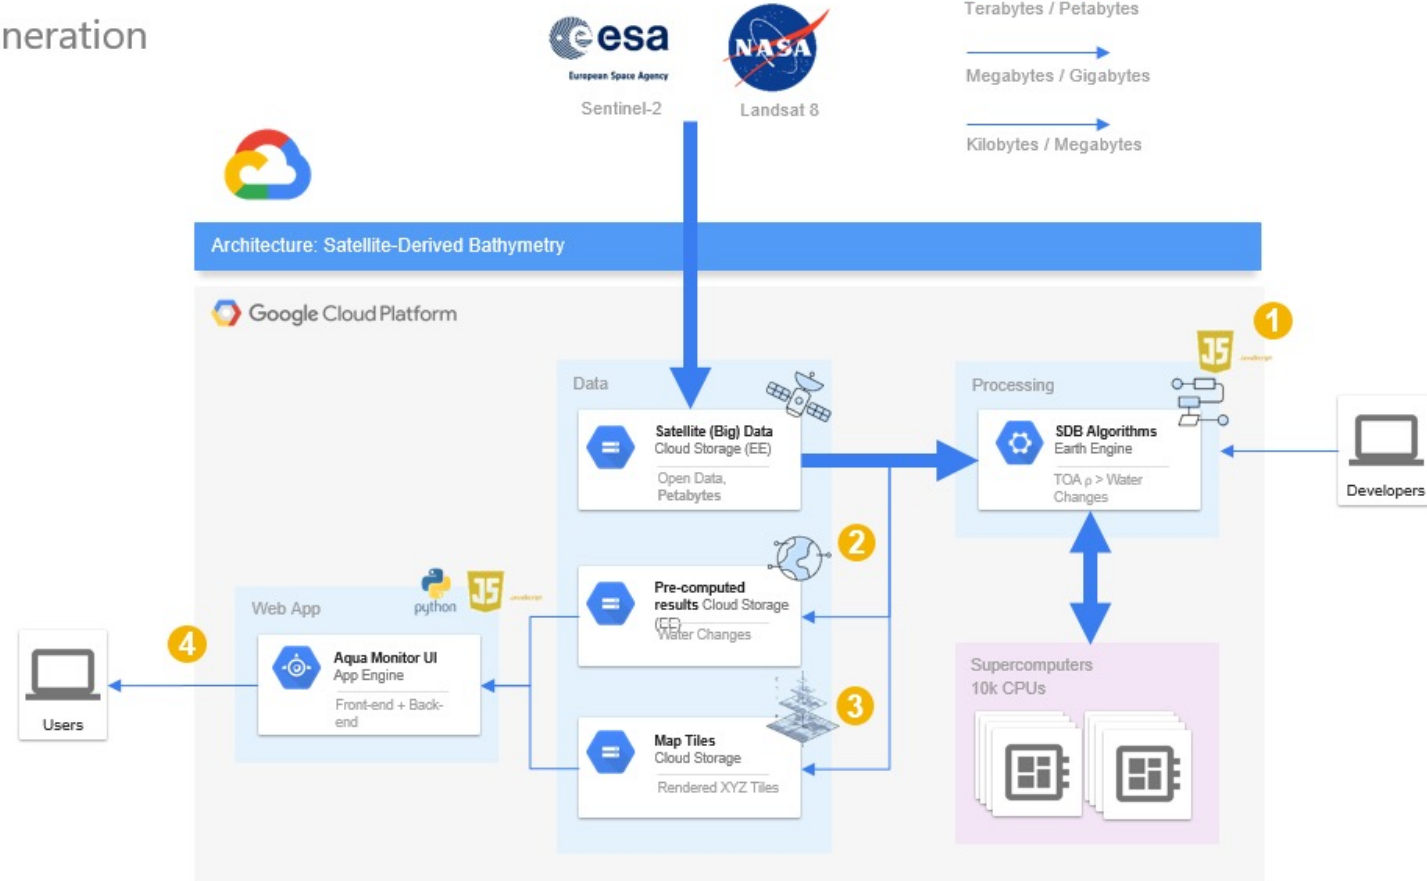 neration
esa
European Space Agency
Sentinel-2
NASA
Landsat 8
Terabytes / Petabytes
Megabytes / Gigabytes
Kilobytes / Megabytes
Architecture: Satellite-Derived Bathymetry
Google Cloud Platform
1
JS
JavaScript
Data
Satellite (Big) Data
Cloud Storage (EE)
Open Data,
Petabytes
Processing
SDB Algorithms
Earth Engine
TOA ρ > Water
Changes
Developers
2
Pre-computed
results Cloud Storage
(EE)
Water Changes
3
Map Tiles
Cloud Storage
Rendered XYZ Tiles
Web App
python
JS
JavaScript
Aqua Monitor UI
App Engine
Front-end + Back-
end
4
Users
Supercomputers
10k CPUs